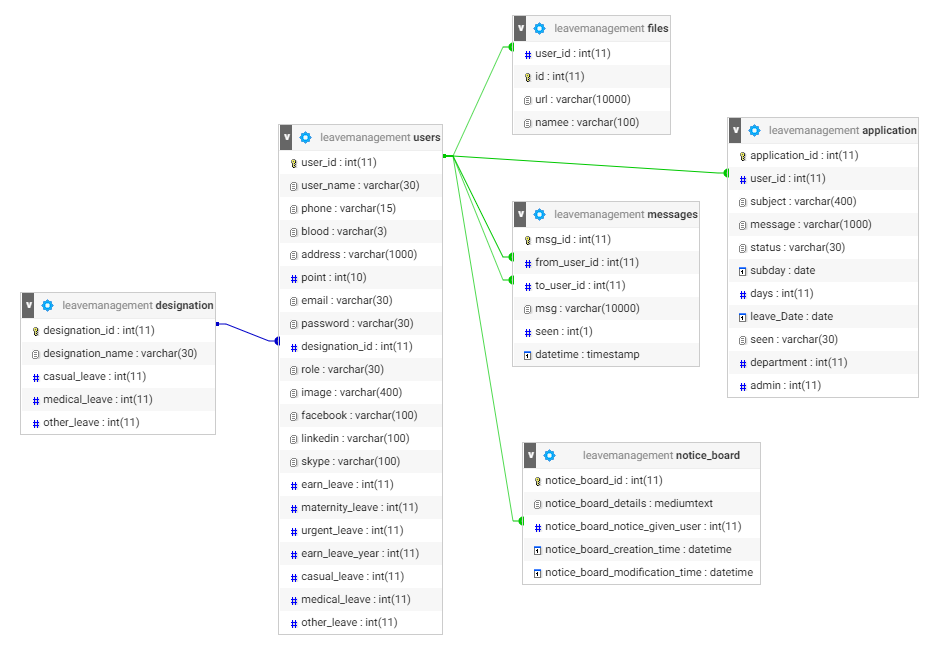 v leavemanagement files
user_id : int(11)
id : int(11)
url : varchar(10000)
namee : varchar(100)
v leavemanagement users
user_id : int(11)
user_name : varchar(30)
phone : varchar(15)
blood : varchar(3)
address : varchar(1000)
point : int(10)
email : varchar(30)
password : varchar(30)
designation_id : int(11)
role : varchar(30)
image : varchar(400)
facebook : varchar(100)
linkedin : varchar(100)
skype : varchar(100)
earn_leave : int(11)
maternity_leave : int(11)
urgent_leave : int(11)
earn_leave_year : int(11)
casual_leave : int(11)
medical_leave : int(11)
other_leave : int(11)
v leavemanagement application
application_id : int(11)
user_id : int(11)
subject : varchar(400)
message : varchar(1000)
status : varchar(30)
subday : date
days : int(11)
leave_Date : date
seen : varchar(30)
department : int(11)
admin : int(11)
v leavemanagement messages
msg_id : int(11)
from_user_id : int(11)
to_user_id : int(11)
msg : varchar(10000)
seen : int(1)
datetime : timestamp
v leavemanagement designation
designation_id : int(11)
designation_name : varchar(30)
casual_leave : int(11)
medical_leave : int(11)
other_leave : int(11)
v leavemanagement notice_board
notice_board_id : int(11)
notice_board_details : mediumtext
notice_board_notice_given_user : int(11)
notice_board_creation_time : datetime
notice_board_modification_time : datetime